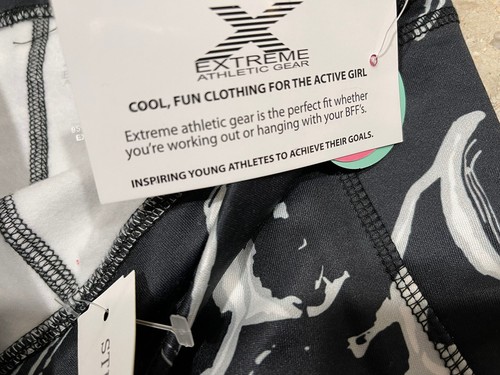 X
EXTREME
ATHLETIC GEAR
COOL, FUN CLOTHING FOR THE ACTIVE GIRL
Extreme athletic gear is the perfect fit whether
you're working out or hanging with your BFF's.
INSPIRING YOUNG ATHLETES TO ACHIEVE THEIR GOALS.
ST